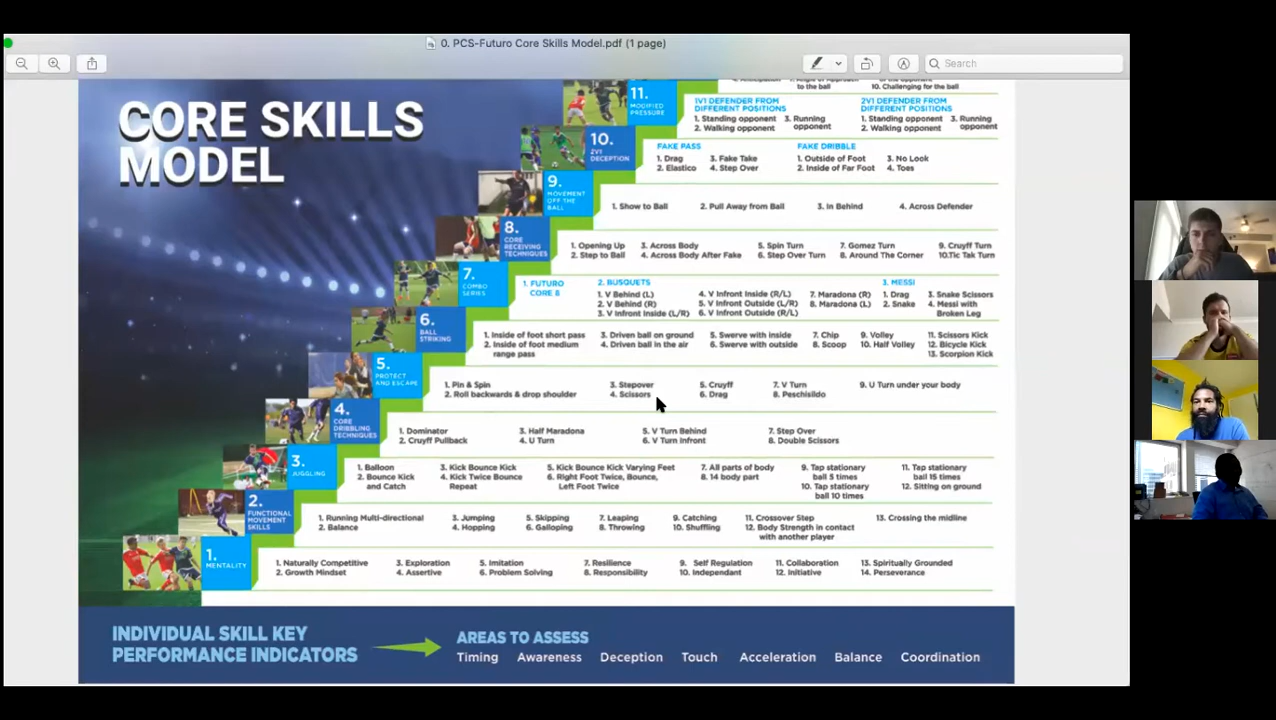 0. PCS-Futuro Core Skills Model.pdf (1 page)
Search
CORE SKILLS
MODEL
to the ball
10. Challenging for the ball
11.
MODIFIED
PRESSURE
1V1 DEFENDER FROM
DIFFERENT POSITIONS
1. Standing opponent
2. Walking opponent
3. Running
opponent
2V1 DEFENDER FROM
DIFFERENT POSITIONS
1. Standing opponent
2. Walking opponent
3. Running
opponent
10.
2V1
DECEPTION
FAKE PASS
1. Drag
2. Elastico
3. Fake Take
4. Step Over
FAKE DRIBBLE
1. Outside of Foot
2. Inside of Far Foot
3. No Look
4. Toes
9.
MOVEMENT
OFF THE
BALL
1. Show to Ball
2. Pull Away from Ball
3. In Behind
4. Across Defender
8.
CORE
RECEIVING
TECHNIQUES
1. Opening Up
2. Step to Ball
3. Across Body
4. Across Body After Fake
5. Spin Turn
6. Step Over Turn
7. Gomez Turn
8. Around The Corner
9. Cruyff Turn
10.Tic Tak Turn
7.
COMBO
SERIES
1. FUTURO
CORE 8
2. BUSQUETS
1. V Behind (L)
2. V Behind (R)
3. V Infront Inside (L/R)
4. V Infront Inside (R/L)
5. V Infront Outside (L/R)
6. V Infront Outside (R/L)
7. Maradona (R)
8. Maradona (L)
3. MESSI
1. Drag
2. Snake
3. Snake Scissors
4. Messi with
Broken Leg
6.
BALL
STRIKING
1. Inside of foot short pass
2. Inside of foot medium
range pass
3. Driven ball on ground
4. Driven ball in the air
5. Swerve with inside
6. Swerve with outside
7. Chip
8. Scoop
9. Volley
10. Half Volley
11. Scissors Kick
12. Bicycle Kick
13. Scorpion Kick
5.
PROTECT
AND ESCAPE
1. Pin & Spin
2. Roll backwards & drop shoulder
3. Stepover
4. Scissors
5. Cruyff
6. Drag
7. V Turn
8. Peschisildo
9. U Turn under your body
4.
CORE
DRIBBLING
TECHNIQUES
1. Dominator
2. Cruyff Pullback
3. Half Maradona
4. U Turn
5. V Turn Behind
6. V Turn Infront
7. Step Over
8. Double Scissors
3.
JUGGLING
1. Balloon
2. Bounce Kick
and Catch
3. Kick Bounce Kick
4. Kick Twice Bounce
Repeat
5. Kick Bounce Kick Varying Feet
6. Right Foot Twice, Bounce,
Left Foot Twice
7. All parts of body
8. 14 body part
9. Tap stationary
ball 5 times
10. Tap stationary
ball 10 times
11. Tap stationary
ball 15 times
12. Sitting on ground
2.
FUNCTIONAL
MOVEMENT
SKILLS
1. Running Multi-directional
2. Balance
3. Jumping
4. Hopping
5. Skipping
6. Galloping
7. Leaping
8. Throwing
9. Catching
10. Shuffling
11. Crossover Step
12. Body Strength in contact
with another player
13. Crossing the midline
1.
MENTALITY
1. Naturally Competitive
2. Growth Mindset
3. Exploration
4. Assertive
5. Imitation
6. Problem Solving
7. Resilience
8. Responsibility
9. Self Regulation
10. Independant
11. Collaboration
12. Initiative
13. Spiritually Grounded
14. Perseverance
INDIVIDUAL SKILL KEY
PERFORMANCE INDICATORS
AREAS TO ASSESS
Timing Awareness Deception Touch Acceleration Balance Coordination